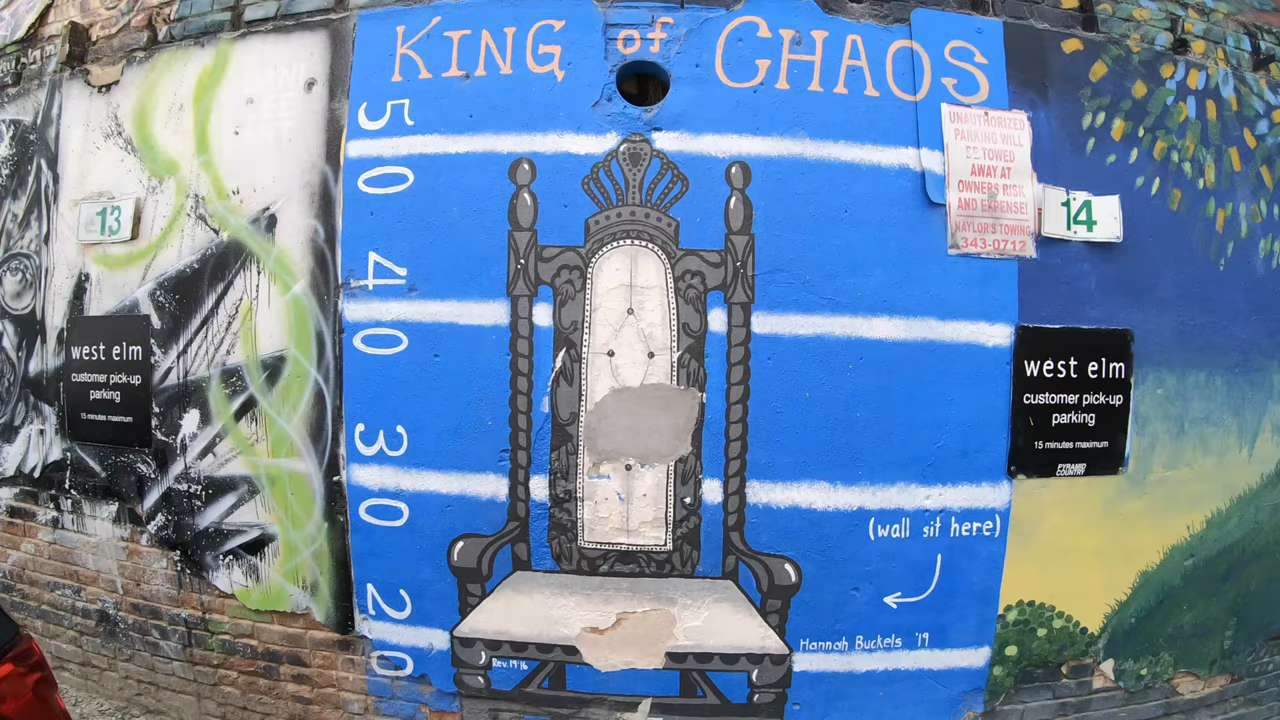 KING of CHAOS
50
40
30
20
13
west elm
customer pick-up
parking
15 minutes maximum
UNAUTHORIZED
PARKING WILL
BE TOWED
AWAY AT
OWNERS RISK
AND EXPENSE!
NAYLOR'S TOWING
343-0712
14
west elm
customer pick-up
parking
15 minutes maximum
PYRAMID
COUNTRY
(wall sit here)
Hannah Buckels '19
Rev. 19:16